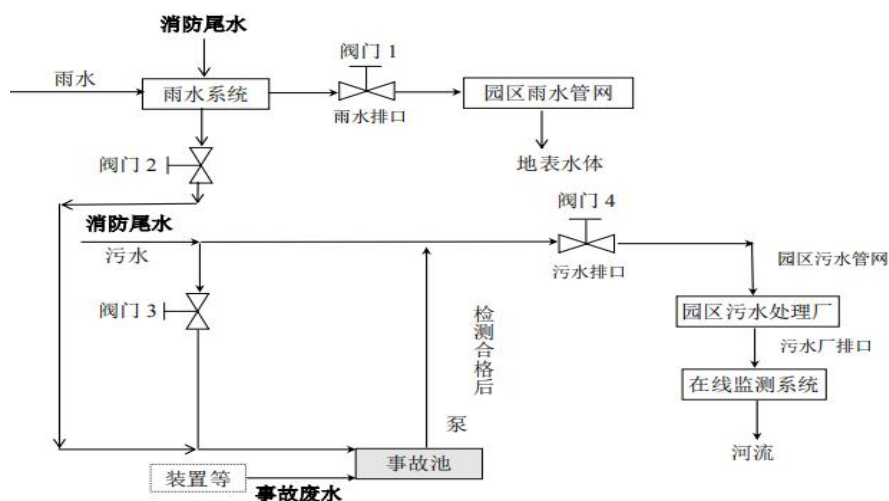 消防尾水
阀门 1
雨水
雨水系统
园区雨水管网
雨水排口
阀门 2
地表水体
消防尾水
阀门 4
污水
污水排口
园区污水管网
阀门 3
检测合格后
园区污水处理厂
污水厂排口
在线监测系统
泵
河流
装置等
事故池
事故废水